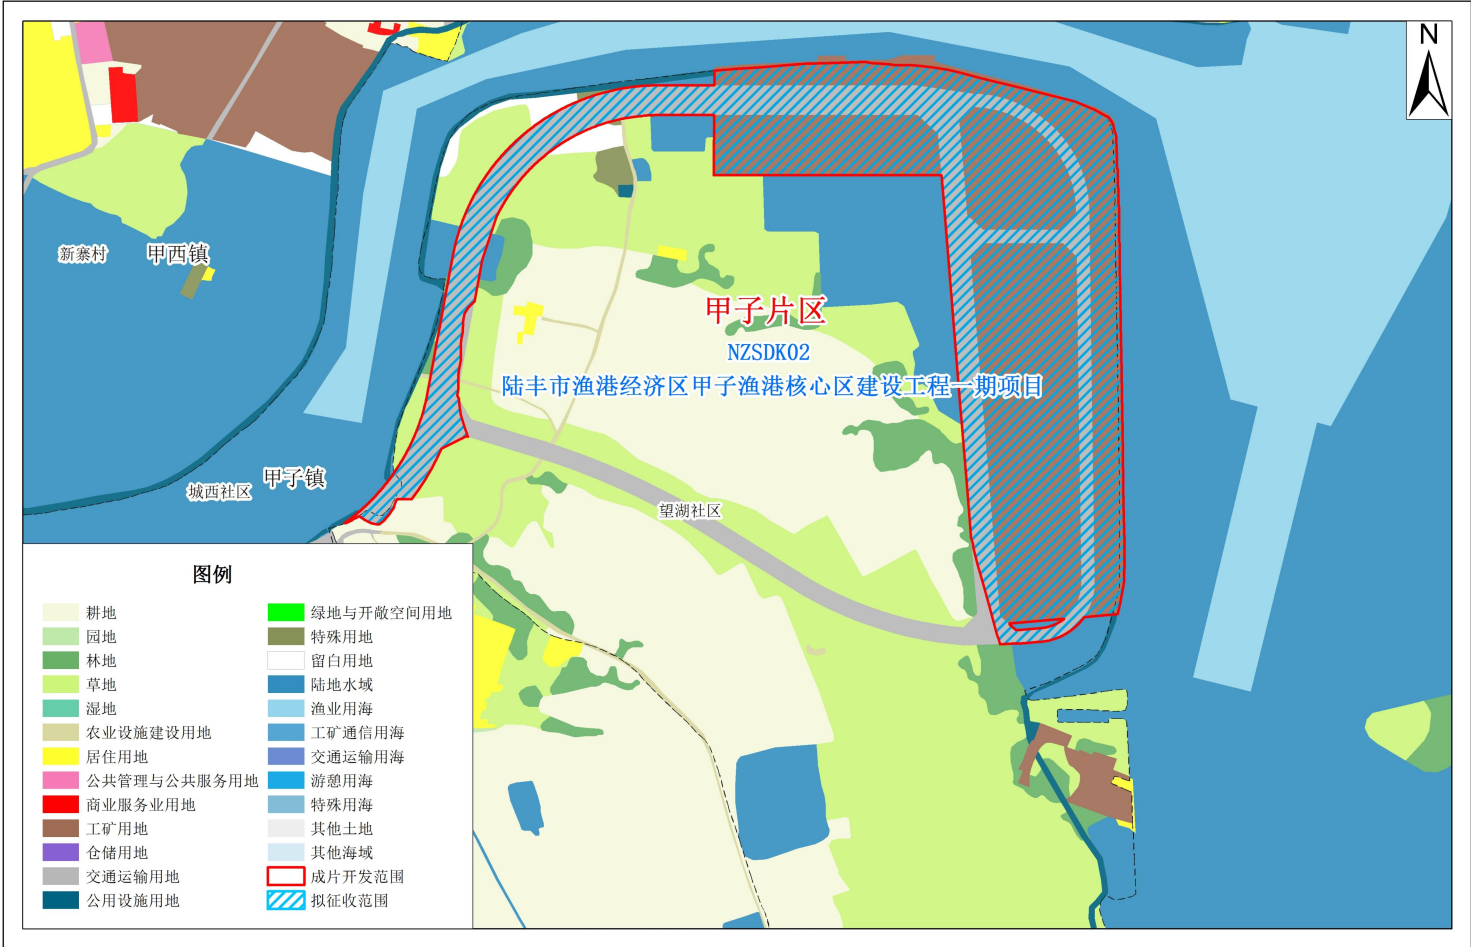 N
新寨村
甲西镇
甲子片区
NZSDK02
陆丰市渔港经济区甲子渔港核心区建设工程一期项目
甲子镇
城西社区
望湖社区
图例
耕地
园地
林地
草地
湿地
农业设施建设用地
居住用地
公共管理与公共服务用地
商业服务业用地
工矿用地
仓储用地
交通运输用地
公用设施用地
绿地与开敞空间用地
特殊用地
留白用地
陆地水域
渔业用海
工矿通信用海
交通运输用海
游憩用海
特殊用海
其他土地
其他海域
成片开发范围
拟征收范围